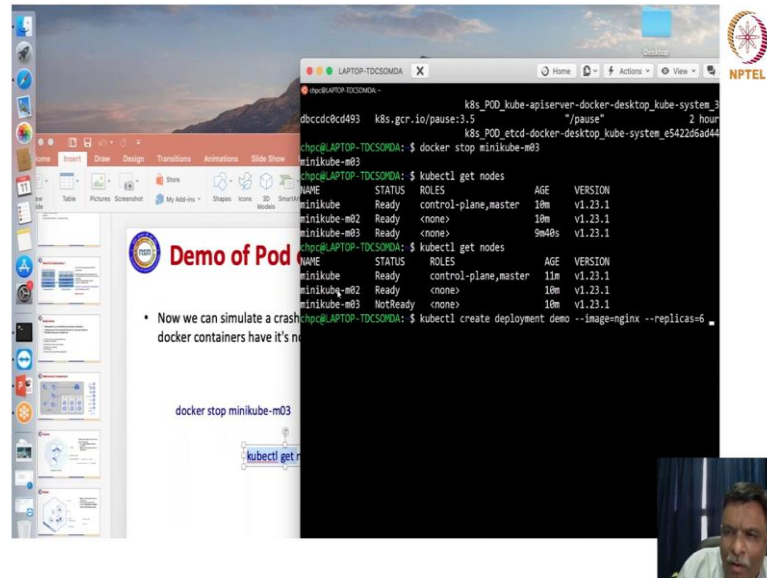 Desktop
NPTEL
LAPTOP-TDCSOMDA X
Home
Actions
View
chpc@LAPTOP-TDCSOMDA: ~
k8s_POD_kube-apiserver-docker-desktop_kube-system_3
dbccdc0cd493 k8s.gcr.io/pause:3.5 "/pause" 2 hour
k8s_POD_etcd-docker-desktop_kube-system_e5422d6ad44
chpc@LAPTOP-TDCSOMDA:~$ docker stop minikube-m03
minikube-m03
chpc@LAPTOP-TDCSOMDA:~$ kubectl get nodes
NAME STATUS ROLES AGE VERSION
minikube Ready control-plane,master 10m v1.23.1
minikube-m02 Ready <none> 10m v1.23.1
minikube-m03 Ready <none> 9m40s v1.23.1
chpc@LAPTOP-TDCSOMDA:~$ kubectl get nodes
NAME STATUS ROLES AGE VERSION
minikube Ready control-plane,master 11m v1.23.1
minikube-m02 Ready <none> 10m v1.23.1
minikube-m03 NotReady <none> 10m v1.23.1
chpc@LAPTOP-TDCSOMDA:~$ kubectl create deployment demo --image=nginx --replicas=6
Insert Draw Design Transitions Animations Slide Show
Store
My Add-ins
Table Pictures Screenshot
Shapes Icons 3D Models
Demo of Pod
Now we can simulate a crash
docker containers have it's
docker stop minikube-m03
kubectl get